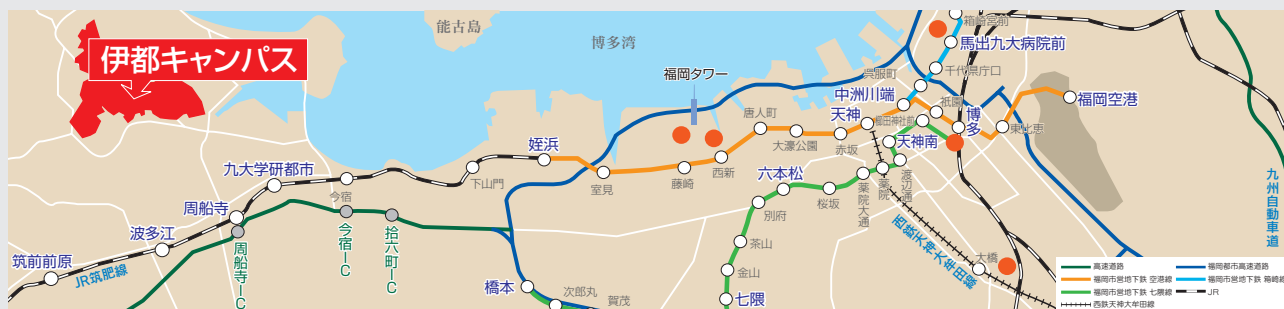 伊都キャンパス
能古島
博多湾
福岡タワー
箱崎宮前
馬出九大病院前
千代県庁口
呉服町
中洲川端
祇園
福岡空港
天神
櫛田神社前
博多
東比恵
唐人町
大濠公園
赤坂
天神南
姪浜
室見
藤崎
西新
六本松
渡辺通
薬院
薬院大通
桜坂
別府
茶山
金山
七隈
九大学研都市
今宿
下山門
周船寺
波多江
筑前前原
JR筑肥線
周船寺IC
今宿IC
拾六町IC
橋本
次郎丸
賀茂
西鉄天神大牟田線
大橋
九州自動車道
高速道路
福岡都市高速道路
福岡市営地下鉄 空港線
福岡市営地下鉄 箱崎線
福岡市営地下鉄 七隈線
JR
西鉄天神大牟田線